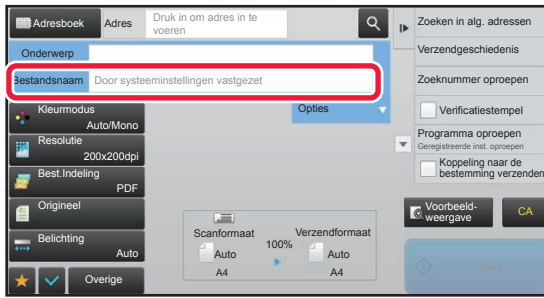 Adresboek
Adres
Druk in om adres in te
voeren
Onderwerp
Bestandsnaam
Door systeeminstellingen vastgezet
Kleurmodus
Auto/Mono
Opties
Resolutie
200x200dpi
Best.Indeling
PDF
Origineel
Belichting
Auto
Overige
Scanformaat
Auto
A4
100%
Verzendformaat
Auto
A4
Zoeken in alg. adressen
Verzendgeschiedenis
Zoeknummer oproepen
Verificatiestempel
Programma oproepen
Geregistreerde inst. oproepen
Koppeling naar de
bestemming verzenden
Voorbeeld-
weergave
CA
Start